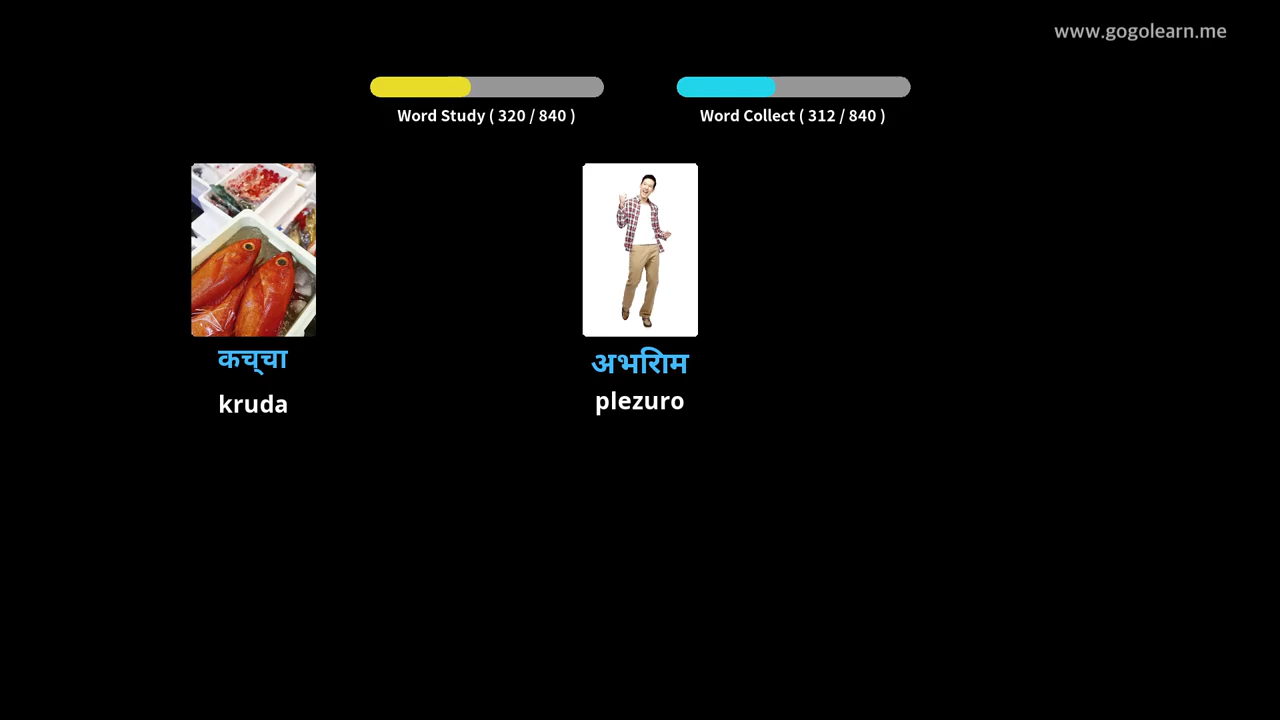 www.gogolearn.me
Word Study ( 320 / 840 )
Word Collect ( 312 / 840 )
कच्‌चा
kruda
अभिराम
plezuro